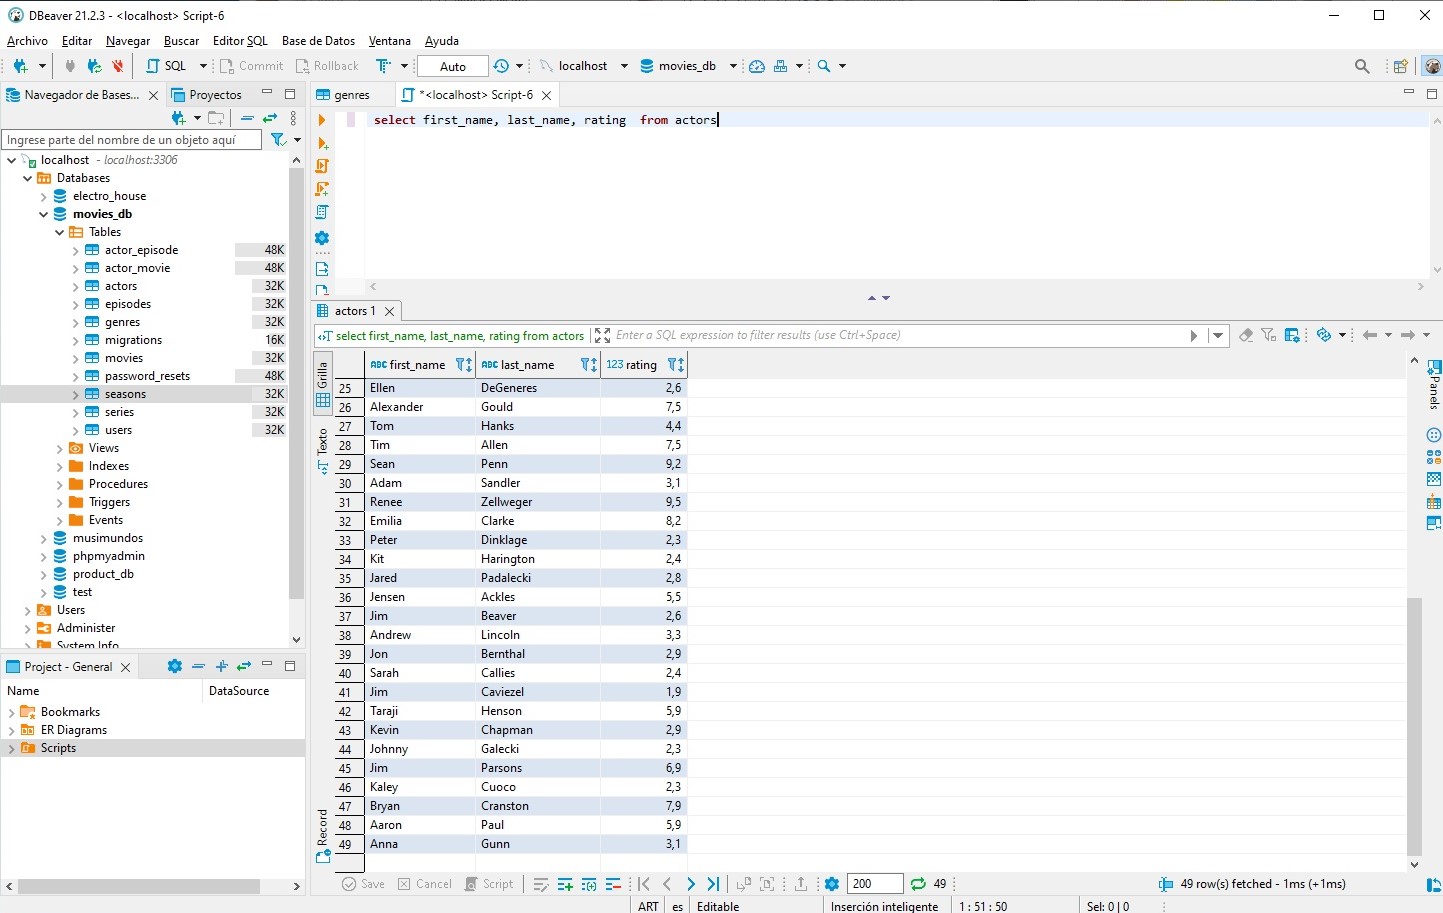 DBeaver 21.2.3 - <localhost> Script-6
Archivo Editar Navegar Buscar Editor SQL Base de Datos Ventana Ayuda
SQL Commit Rollback Auto localhost movies_db
Navegador de Bases... Proyectos
Ingrese parte del nombre de un objeto aquí
localhost - localhost:3306
Databases
electro_house
movies_db
Tables
actor_episode 48K
actor_movie 48K
actors 32K
episodes 32K
genres 32K
migrations 16K
movies 32K
password_resets 48K
seasons 32K
series 32K
users 32K
Views
Indexes
Procedures
Triggers
Events
musimundos
phpmyadmin
product_db
test
Users
Administer
System Info
Project - General
Name DataSource
Bookmarks
ER Diagrams
Scripts
genres *<localhost> Script-6
select first_name, last_name, rating from actors
actors 1
select first_name, last_name, rating from actors Enter a SQL expression to filter results (use Ctrl+Space)
Grilla
Texto
Record
Panels
ABC first_name ABC last_name 123 rating
25 Ellen DeGeneres 2,6
26 Alexander Gould 7,5
27 Tom Hanks 4,4
28 Tim Allen 7,5
29 Sean Penn 9,2
30 Adam Sandler 3,1
31 Renee Zellweger 9,5
32 Emilia Clarke 8,2
33 Peter Dinklage 2,3
34 Kit Harington 2,4
35 Jared Padalecki 2,8
36 Jensen Ackles 5,5
37 Jim Beaver 2,6
38 Andrew Lincoln 3,3
39 Jon Bernthal 2,9
40 Sarah Callies 2,4
41 Jim Caviezel 1,9
42 Taraji Henson 5,9
43 Kevin Chapman 2,9
44 Johnny Galecki 2,3
45 Jim Parsons 6,9
46 Kaley Cuoco 2,3
47 Bryan Cranston 7,9
48 Aaron Paul 5,9
49 Anna Gunn 3,1
Save Cancel Script 200 49 49 row(s) fetched - 1ms (+1ms)
ART es Editable Inserción inteligente 1 : 51 : 50 Sel: 0 | 0